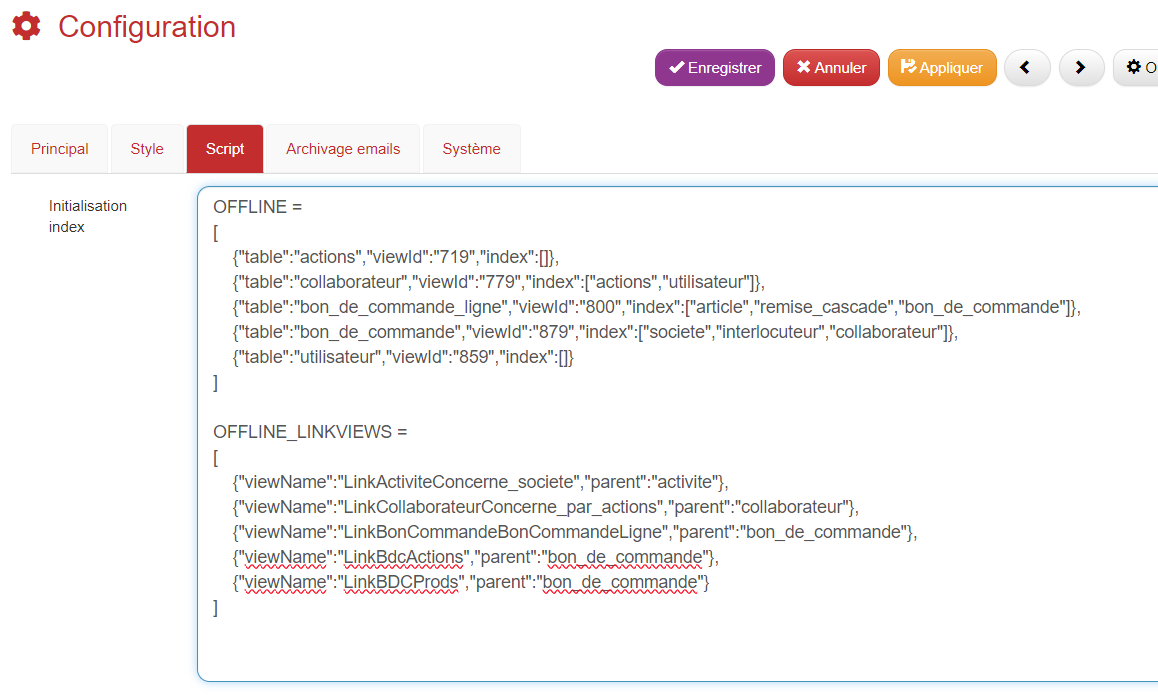 Configuration
Enregistrer Annuler Appliquer O
Principal Style Script Archivage emails Système
Initialisation
index
OFFLINE =
[
{"table":"actions","viewId":"719","index":[]},
{"table":"collaborateur","viewId":"779","index":["actions","utilisateur"]},
{"table":"bon_de_commande_ligne","viewId":"800","index":["article","remise_cascade","bon_de_commande"]},
{"table":"bon_de_commande","viewId":"879","index":["societe","interlocuteur","collaborateur"]},
{"table":"utilisateur","viewId":"859","index":[]}
]
OFFLINE_LINKVIEWS =
[
{"viewName":"LinkActiviteConcerne_societe","parent":"activite"},
{"viewName":"LinkCollaborateurConcerne_par_actions","parent":"collaborateur"},
{"viewName":"LinkBonCommandeBonCommandeLigne","parent":"bon_de_commande"},
{"viewName":"LinkBdcActions","parent":"bon_de_commande"},
{"viewName":"LinkBDCProds","parent":"bon_de_commande"}
]